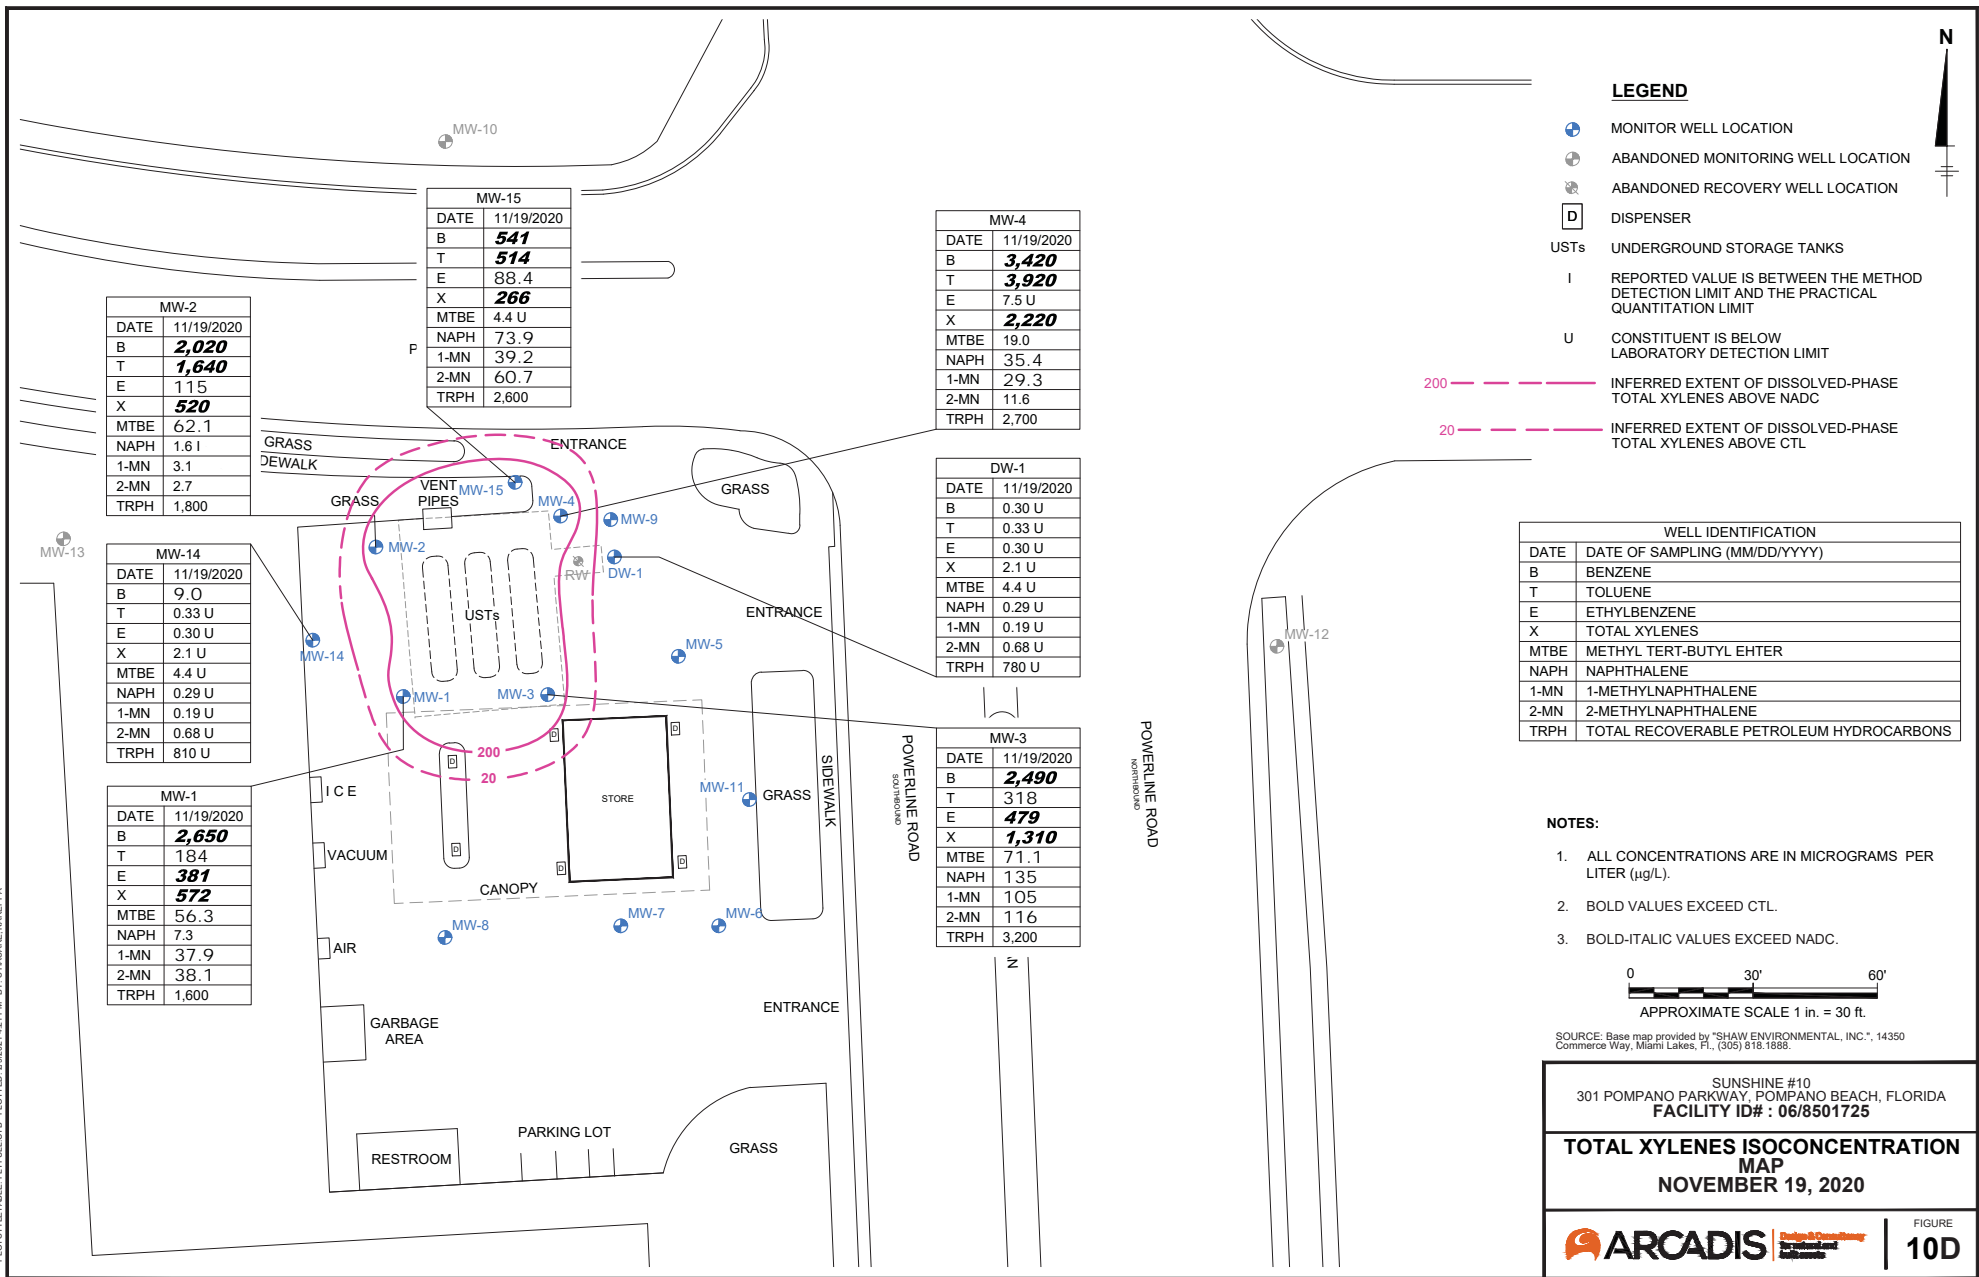 N
LEGEND
MONITOR WELL LOCATION
ABANDONED MONITORING WELL LOCATION
ABANDONED RECOVERY WELL LOCATION
D DISPENSER
USTs UNDERGROUND STORAGE TANKS
I REPORTED VALUE IS BETWEEN THE METHOD
DETECTION LIMIT AND THE PRACTICAL
QUANTITATION LIMIT
U CONSTITUENT IS BELOW
LABORATORY DETECTION LIMIT
200 INFERRED EXTENT OF DISSOLVED-PHASE
TOTAL XYLENES ABOVE NADC
20 INFERRED EXTENT OF DISSOLVED-PHASE
TOTAL XYLENES ABOVE CTL
MW-10
MW-15
DATE 11/19/2020
B 541
T 514
E 88.4
X 266
MTBE 4.4 U
NAPH 73.9
1-MN 39.2
2-MN 60.7
TRPH 2,600
MW-4
DATE 11/19/2020
B 3,420
T 3,920
E 7.5 U
X 2,220
MTBE 19.0
NAPH 35.4
1-MN 29.3
2-MN 11.6
TRPH 2,700
MW-2
DATE 11/19/2020
B 2,020
T 1,640
E 115
X 520
MTBE 62.1
NAPH 1.6 I
1-MN 3.1
2-MN 2.7
TRPH 1,800
P
GRASS
DEWALK
ENTRANCE
GRASS
VENT
PIPES
MW-15
MW-4
MW-9
GRASS
MW-13
MW-2
RW
DW-1
DW-1
DATE 11/19/2020
B 0.30 U
T 0.33 U
E 0.30 U
X 2.1 U
MTBE 4.4 U
NAPH 0.29 U
1-MN 0.19 U
2-MN 0.68 U
TRPH 780 U
MW-14
DATE 11/19/2020
B 9.0
T 0.33 U
E 0.30 U
X 2.1 U
MTBE 4.4 U
NAPH 0.29 U
1-MN 0.19 U
2-MN 0.68 U
TRPH 810 U
USTs
ENTRANCE
MW-14
MW-5
MW-12
MW-1
MW-3
WELL IDENTIFICATION
DATE DATE OF SAMPLING (MM/DD/YYYY)
B BENZENE
T TOLUENE
E ETHYLBENZENE
X TOTAL XYLENES
MTBE METHYL TERT-BUTYL EHTER
NAPH NAPHTHALENE
1-MN 1-METHYLNAPHTHALENE
2-MN 2-METHYLNAPHTHALENE
TRPH TOTAL RECOVERABLE PETROLEUM HYDROCARBONS
MW-3
DATE 11/19/2020
B 2,490
T 318
E 479
X 1,310
MTBE 71.1
NAPH 135
1-MN 105
2-MN 116
TRPH 3,200
MW-1
DATE 11/19/2020
B 2,650
T 184
E 381
X 572
MTBE 56.3
NAPH 7.3
1-MN 37.9
2-MN 38.1
TRPH 1,600
D
D
200
D
20
I C E
STORE
MW-11
GRASS
SIDEWALK
POWERLINE ROAD
SOUTHBOUND
POWERLINE ROAD
NORTHBOUND
VACUUM
D
D
D
CANOPY
MW-8
MW-7
MW-6
AIR
N
ENTRANCE
GARBAGE
AREA
PARKING LOT
RESTROOM
GRASS
NOTES:
1. ALL CONCENTRATIONS ARE IN MICROGRAMS PER
LITER (µg/L).
2. BOLD VALUES EXCEED CTL.
3. BOLD-ITALIC VALUES EXCEED NADC.
0 30' 60'
APPROXIMATE SCALE 1 in. = 30 ft.
SOURCE: Base map provided by "SHAW ENVIRONMENTAL, INC.", 14350
Commerce Way, Miami Lakes, Fl., (305) 818.1888.
SUNSHINE #10
301 POMPANO PARKWAY, POMPANO BEACH, FLORIDA
FACILITY ID# : 06/8501725
TOTAL XYLENES ISOCONCENTRATION
MAP
NOVEMBER 19, 2020
ARCADIS
Design & Consultancy
for natural and
built assets
FIGURE
10D